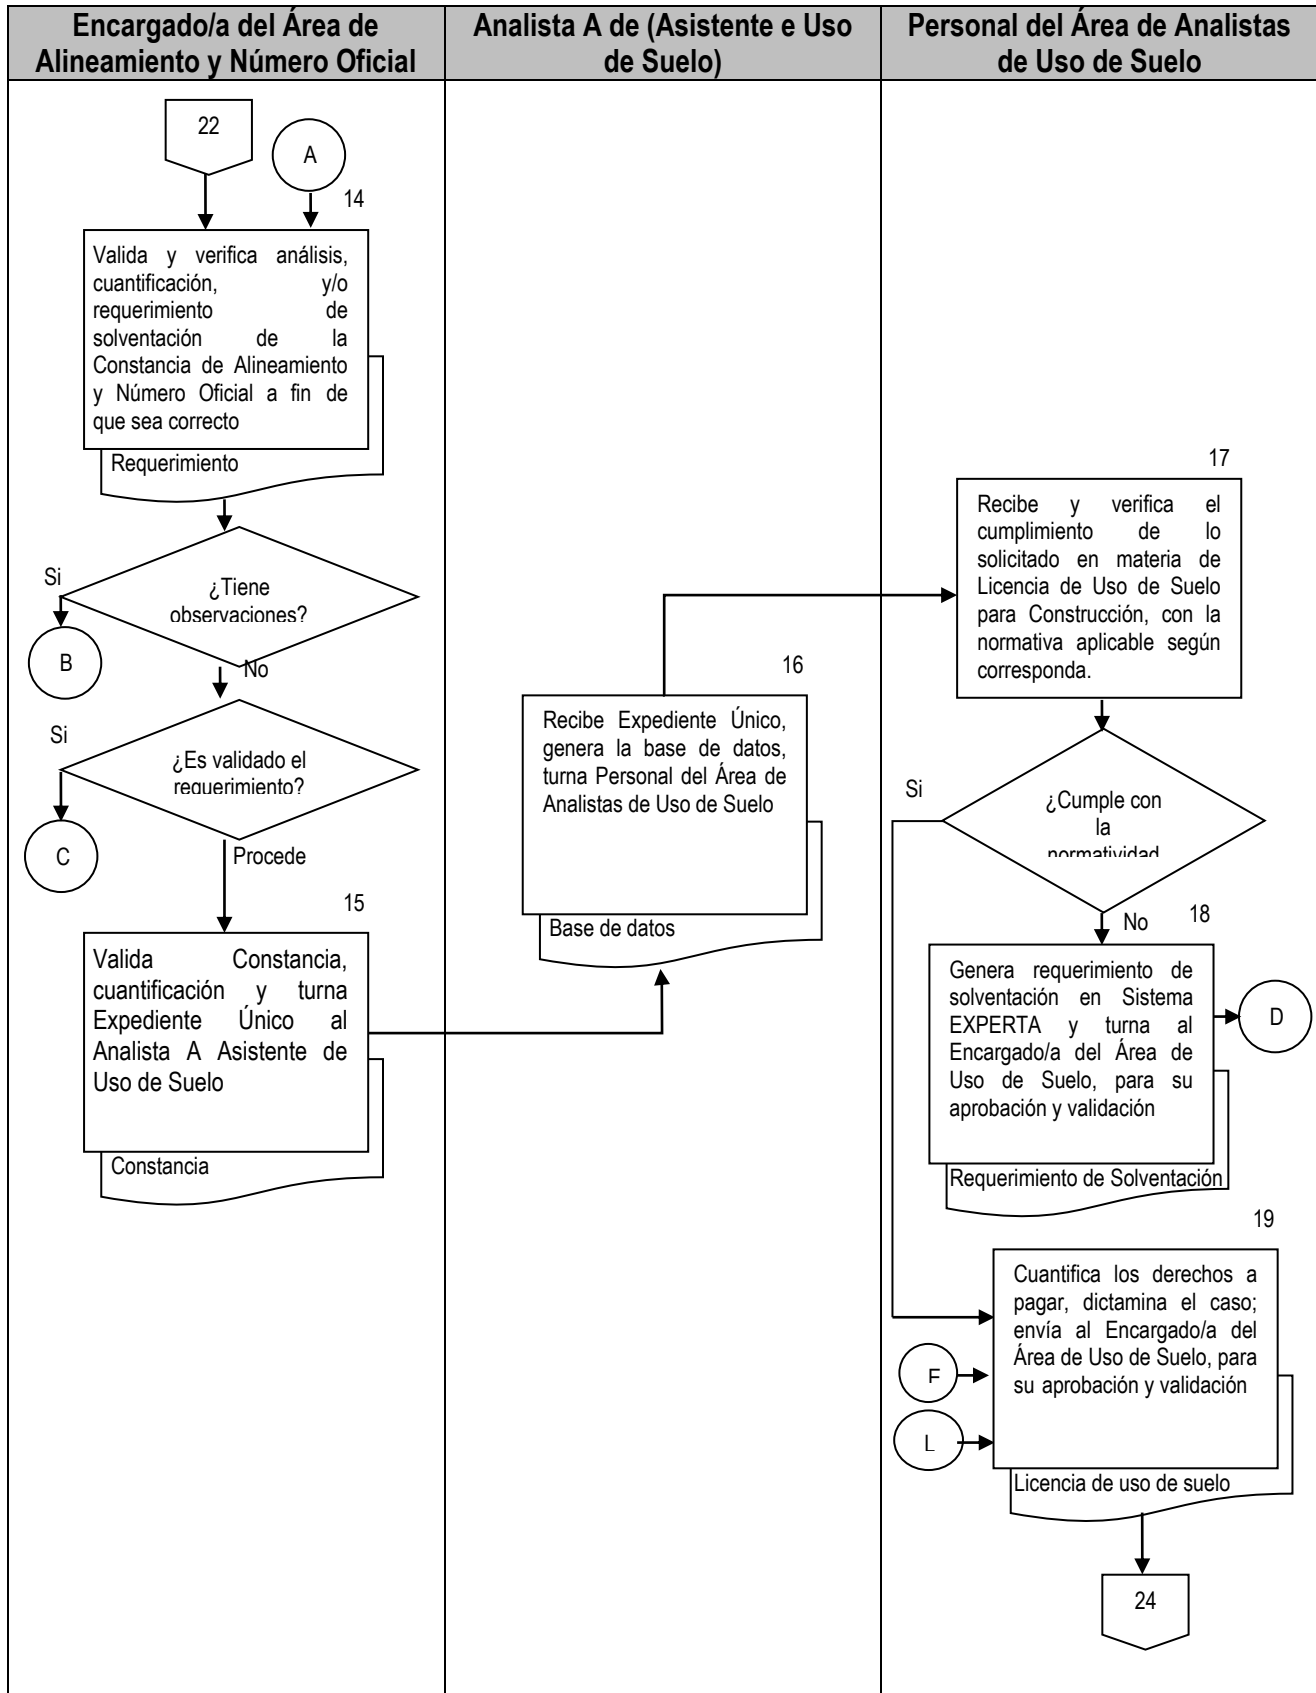 Encargado/a del Área de
Alineamiento y Número Oficial
Analista A de (Asistente e Uso
de Suelo)
Personal del Área de Analistas
de Uso de Suelo
22
A
14
Valida y verifica análisis,
cuantificación, y/o
requerimiento de
solventación de la
Constancia de Alineamiento
y Número Oficial a fin de
que sea correcto
Requerimiento
¿Tiene
observaciones?
Si
B
No
¿Es validado el
requerimiento?
Si
C
Procede
15
Valida Constancia,
cuantificación y turna
Expediente Único al
Analista A Asistente de
Uso de Suelo
Constancia
16
Recibe Expediente Único,
genera la base de datos,
turna Personal del Área de
Analistas de Uso de Suelo
Base de datos
17
Recibe y verifica el
cumplimiento de lo
solicitado en materia de
Licencia de Uso de Suelo
para Construcción, con la
normativa aplicable según
corresponda.
Si
¿Cumple con
la
normatividad
No
18
Genera requerimiento de
solventación en Sistema
EXPERTA y turna al
Encargado/a del Área de
Uso de Suelo, para su
aprobación y validación
D
Requerimiento de Solventación
19
Cuantifica los derechos a
pagar, dictamina el caso;
envía al Encargado/a del
Área de Uso de Suelo, para
su aprobación y validación
F
L
Licencia de uso de suelo
24